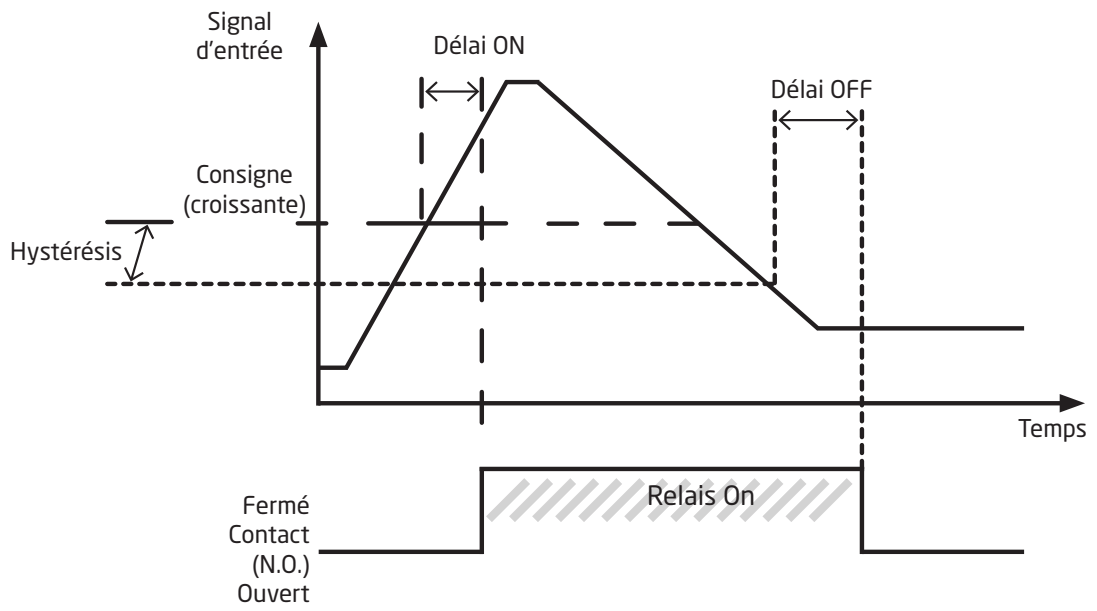 Signal
d'entrée
Délai ON
Délai OFF
Consigne
(croissante)
Hystérésis
Temps
Relais On
Fermé
Contact
(N.O.)
Ouvert